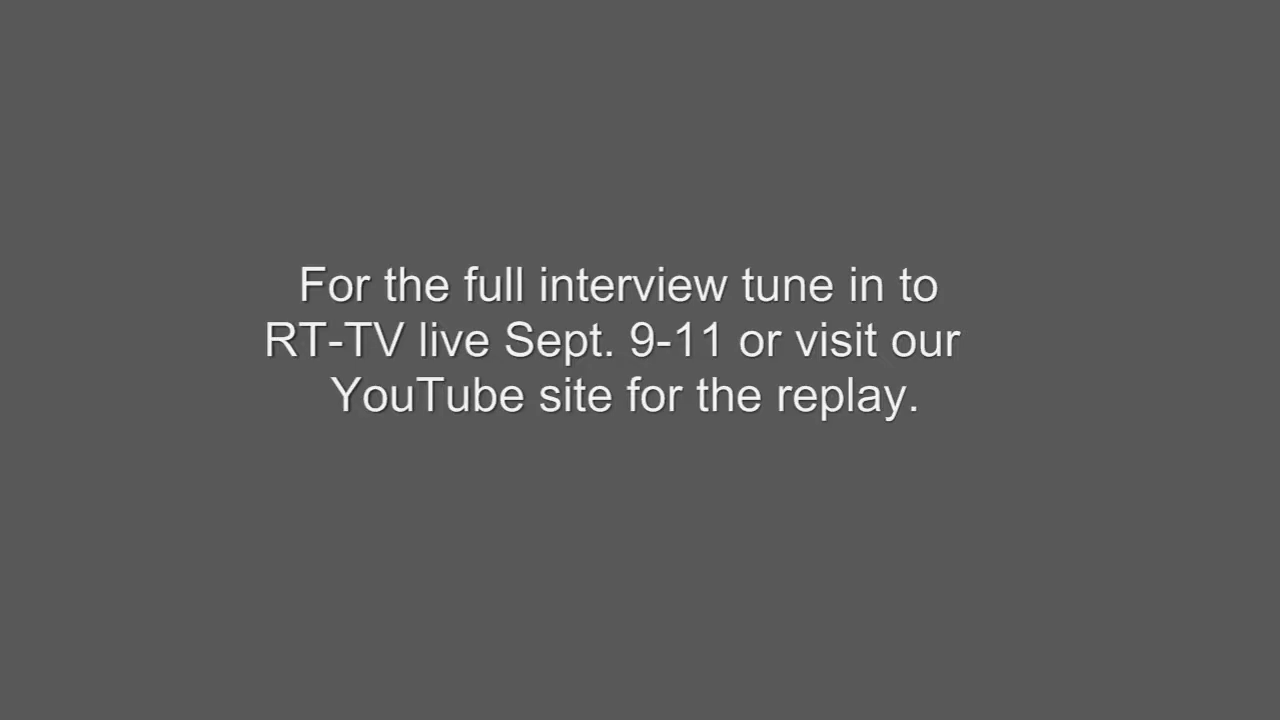 For the full interview tune in to
RT-TV live Sept. 9-11 or visit our
YouTube site for the replay.